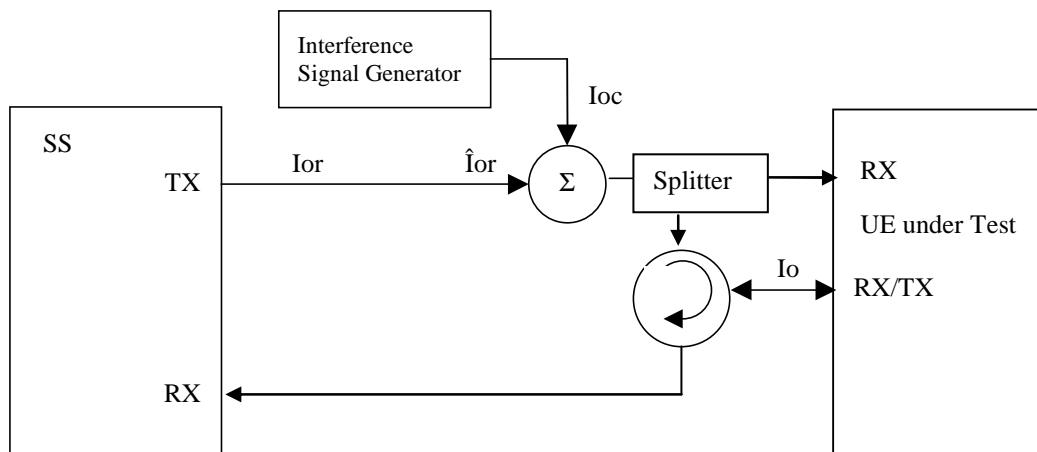 Interference
Signal Generator
Ioc
SS
TX
Ior
Îor
Σ
Splitter
RX
UE under Test
Io
RX/TX
RX